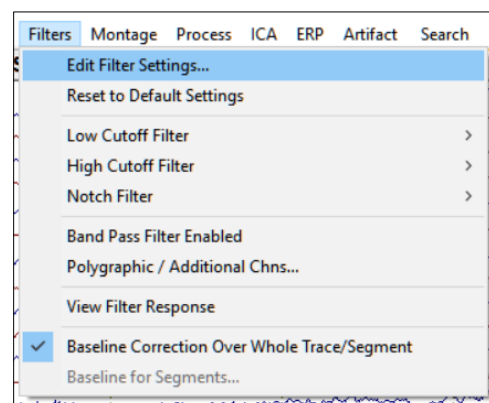 Filters Montage Process ICA ERP Artifact Search
Edit Filter Settings...
Reset to Default Settings
Low Cutoff Filter
High Cutoff Filter
Notch Filter
Band Pass Filter Enabled
Polygraphic / Additional Chns...
View Filter Response
Baseline Correction Over Whole Trace/Segment
Baseline for Segments...